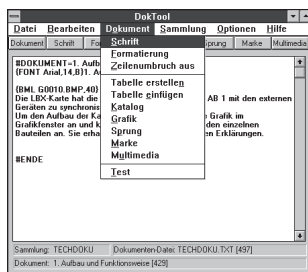 DokTool
Datei Bearbeiten Dokument Sammlung Optionen Hilfe
Dokument Schrift Fo prung Marke Multimedia
Schrift
Formatierung
Zeilenumbruch aus
Tabelle erstellen
Tabelle einfügen
Katalog
Grafik
Sprung
Marke
Multimedia
Test
#DOKUMENT=1. Aufb
{FONT Arial,14,B}1. A
{BML G0010,BMP,40}
Die LBX-Karte hat die AB 1 mit den externen
Geräten zu synchronis
Um den Aufbau der Ka Grafik im
Grafikfenster an und k den einzelnen
Bauteilen an. Sie erha en Erklärungen.
#ENDE
Sammlung: TECHDOKU Dokumenten-Datei: TECHDOKU.TXT [497]
Dokument: 1. Aufbau und Funktionsweise [429]